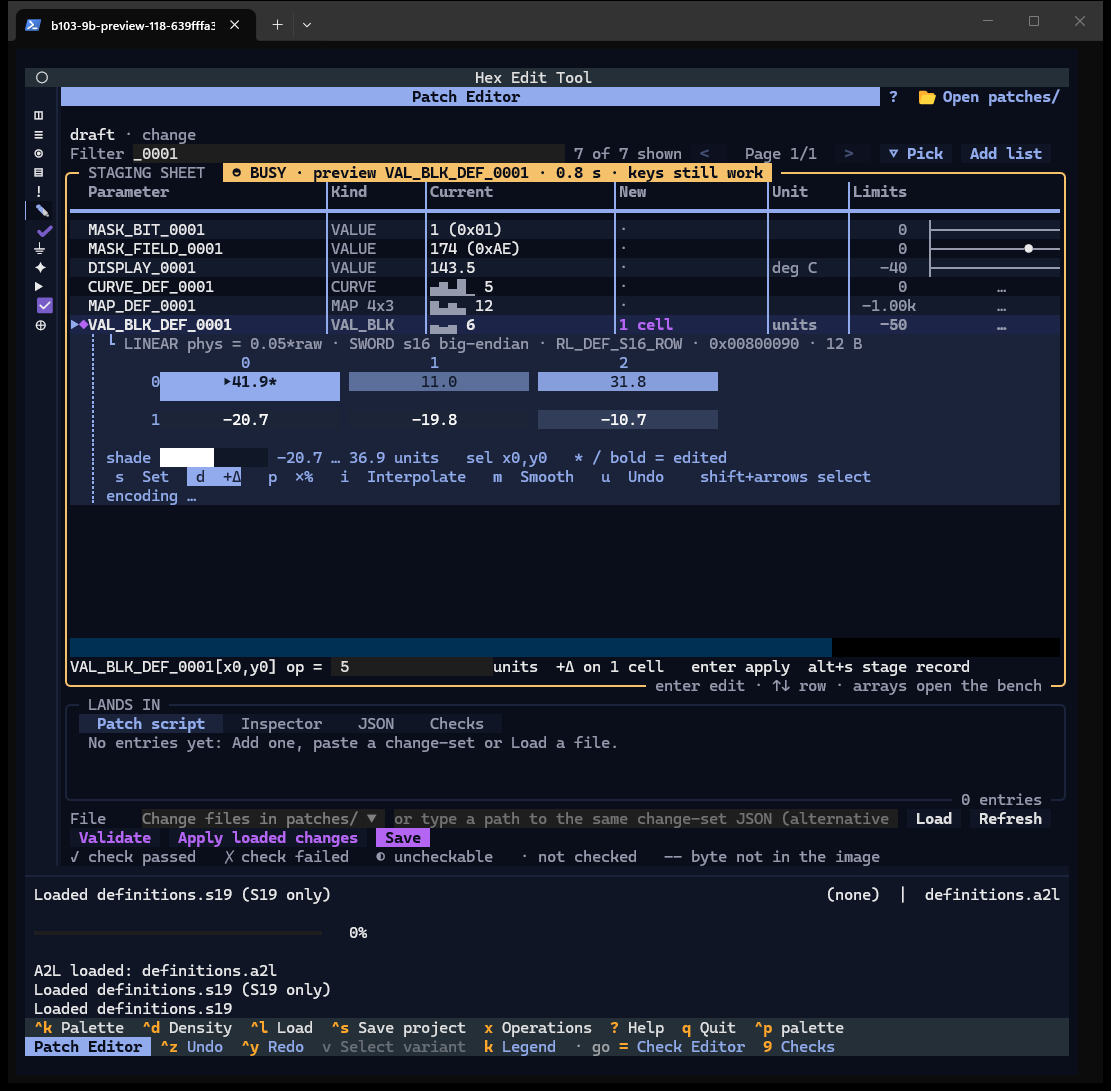 b103-9b-preview-118-639fffa3
Hex Edit Tool
Patch Editor ? Open patches/
draft · change
Filter _0001 7 of 7 shown < Page 1/1 > ▼ Pick Add list
STAGING SHEET BUSY · preview VAL_BLK_DEF_0001 · 0.8 s · keys still work
Parameter Kind Current New Unit Limits
MASK_BIT_0001 VALUE 1 (0x01) · 0
MASK_FIELD_0001 VALUE 174 (0xAE) · 0
DISPLAY_0001 VALUE 143.5 · deg C −40
CURVE_DEF_0001 CURVE 5 · 0 …
MAP_DEF_0001 MAP 4x3 12 · −1.00k …
VAL_BLK_DEF_0001 VAL_BLK 6 1 cell units −50 …
LINEAR phys = 0.05*raw · SWORD s16 big-endian · RL_DEF_S16_ROW · 0x00800090 · 12 B
0 1 2
0 ▸41.9* 11.0 31.8
1 −20.7 −19.8 −10.7
shade −20.7 … 36.9 units sel x0,y0 * / bold = edited
s Set d +Δ p ×% i Interpolate m Smooth u Undo shift+arrows select
encoding …
VAL_BLK_DEF_0001[x0,y0] op = 5 units +Δ on 1 cell enter apply alt+s stage record
enter edit · ↑↓ row · arrays open the bench
LANDS IN
Patch script Inspector JSON Checks
No entries yet: Add one, paste a change-set or Load a file.
0 entries
File Change files in patches/ ▼ or type a path to the same change-set JSON (alternative Load Refresh
Validate Apply loaded changes Save
✓ check passed ✗ check failed ◐ uncheckable · not checked −− byte not in the image
Loaded definitions.s19 (S19 only) (none) | definitions.a2l
0%
A2L loaded: definitions.a2l
Loaded definitions.s19 (S19 only)
Loaded definitions.s19
^k Palette ^d Density ^l Load ^s Save project x Operations ? Help q Quit ^p palette
Patch Editor ^z Undo ^y Redo v Select variant k Legend · go = Check Editor 9 Checks